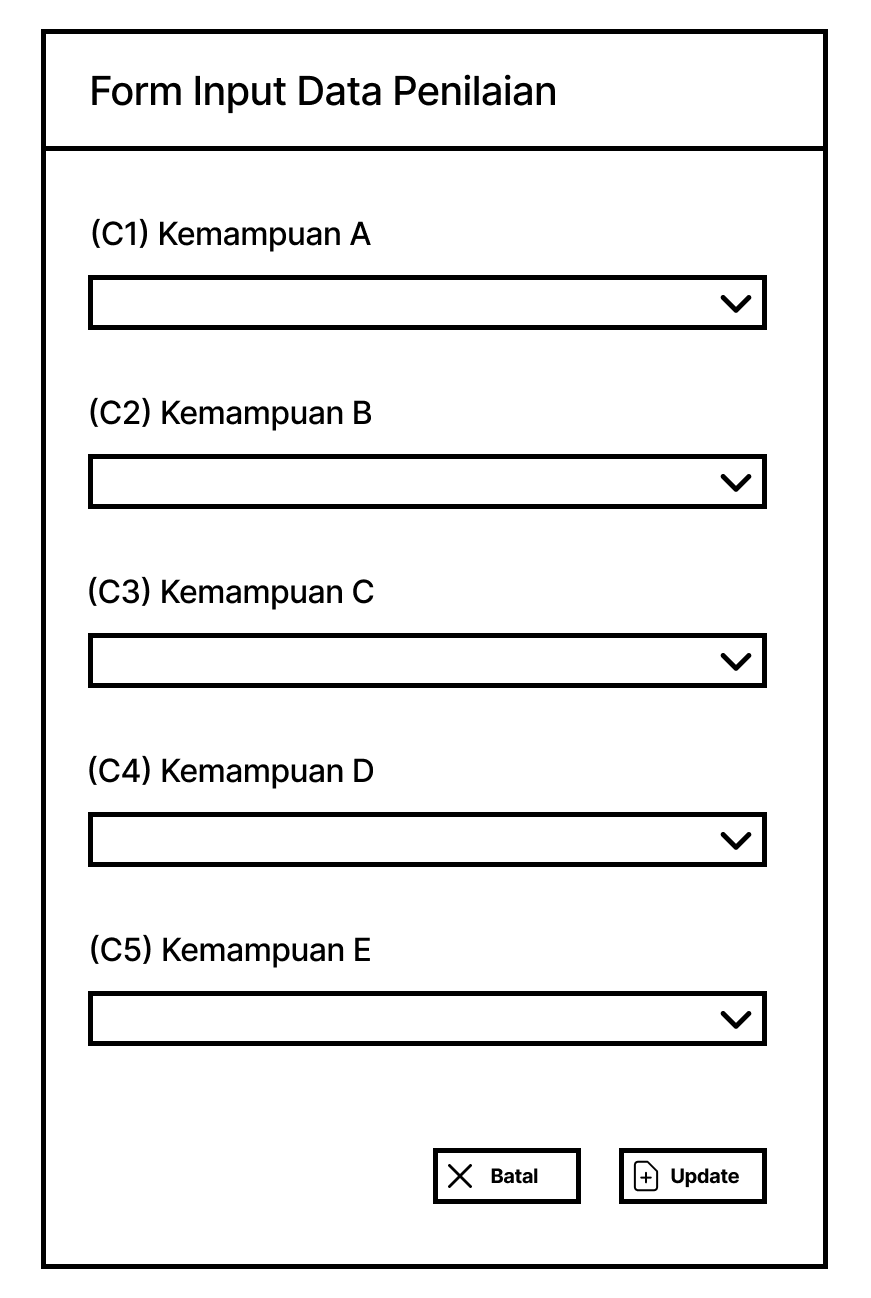 Form Input Data Penilaian
(C1) Kemampuan A
(C2) Kemampuan B
(C3) Kemampuan C
(C4) Kemampuan D
(C5) Kemampuan E
Batal Update